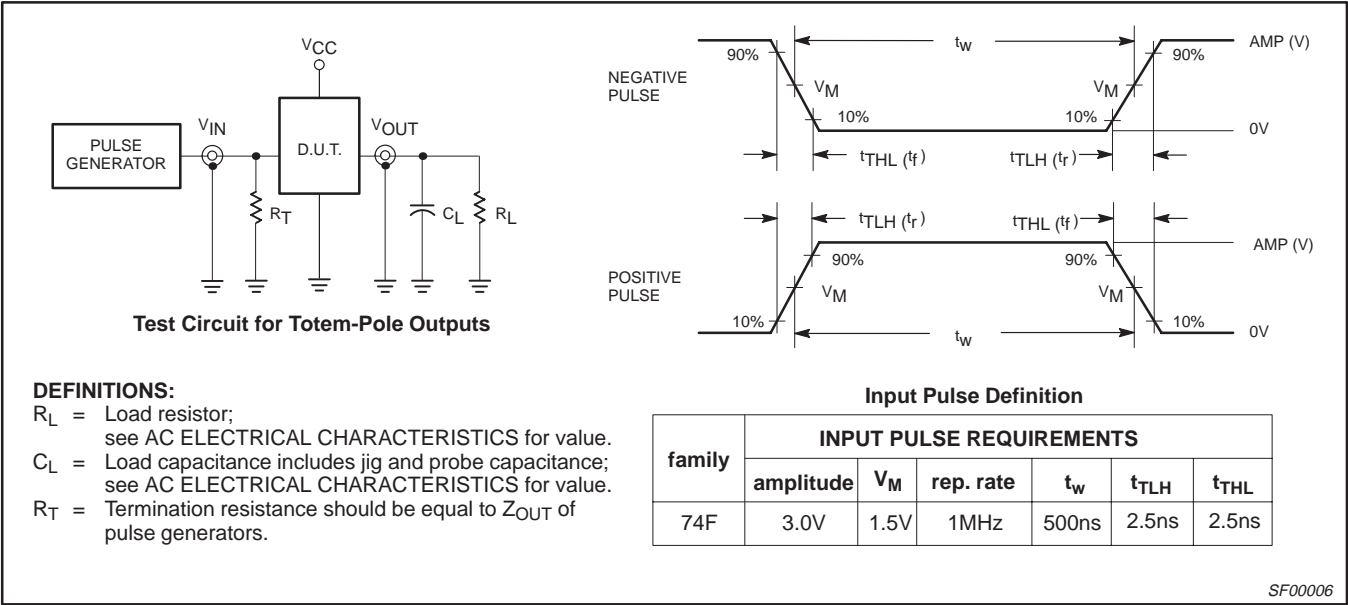 VCC
VIN
VOUT
PULSE
GENERATOR
D.U.T.
RT
CL
RL
Test Circuit for Totem-Pole Outputs
NEGATIVE
PULSE
90%
tW
90%
AMP (V)
VM
VM
10%
10%
0V
tTHL (tf)
tTLH (tr)
tTLH (tr)
tTHL (tf)
AMP (V)
90%
90%
POSITIVE
PULSE
VM
VM
10%
10%
tW
0V
Input Pulse Definition
DEFINITIONS:
RL = Load resistor;
see AC ELECTRICAL CHARACTERISTICS for value.
CL = Load capacitance includes jig and probe capacitance;
see AC ELECTRICAL CHARACTERISTICS for value.
RT = Termination resistance should be equal to ZOUT of
pulse generators.
family
INPUT PULSE REQUIREMENTS
amplitude VM rep. rate tw tTLH tTHL
74F 3.0V 1.5V 1MHz 500ns 2.5ns 2.5ns
SF00006